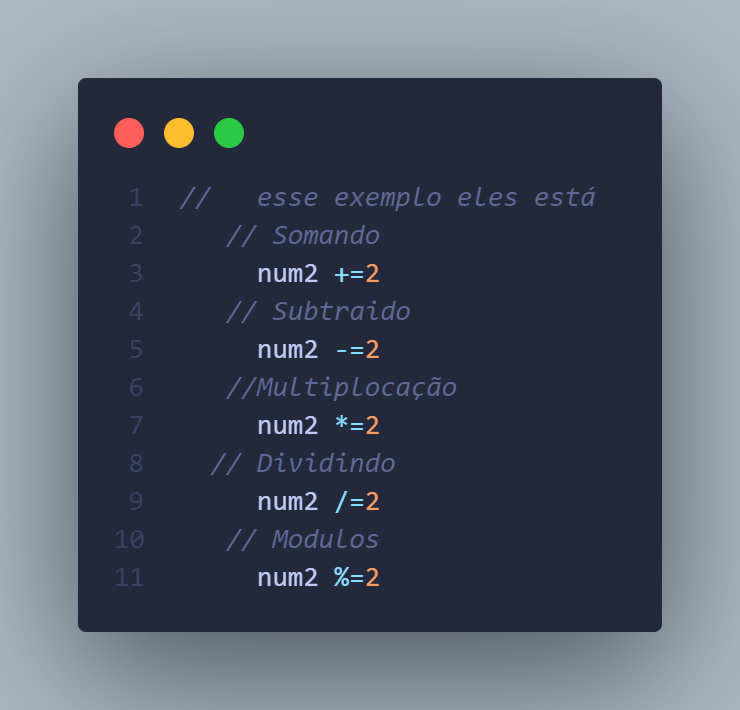 1 //   esse exemplo eles está
2    // Somando
3      num2 +=2
4    // Subtraido
5      num2 -=2
6    //Multiplocação
7      num2 *=2
8   // Dividindo
9      num2 /=2
10    // Modulos
11      num2 %=2